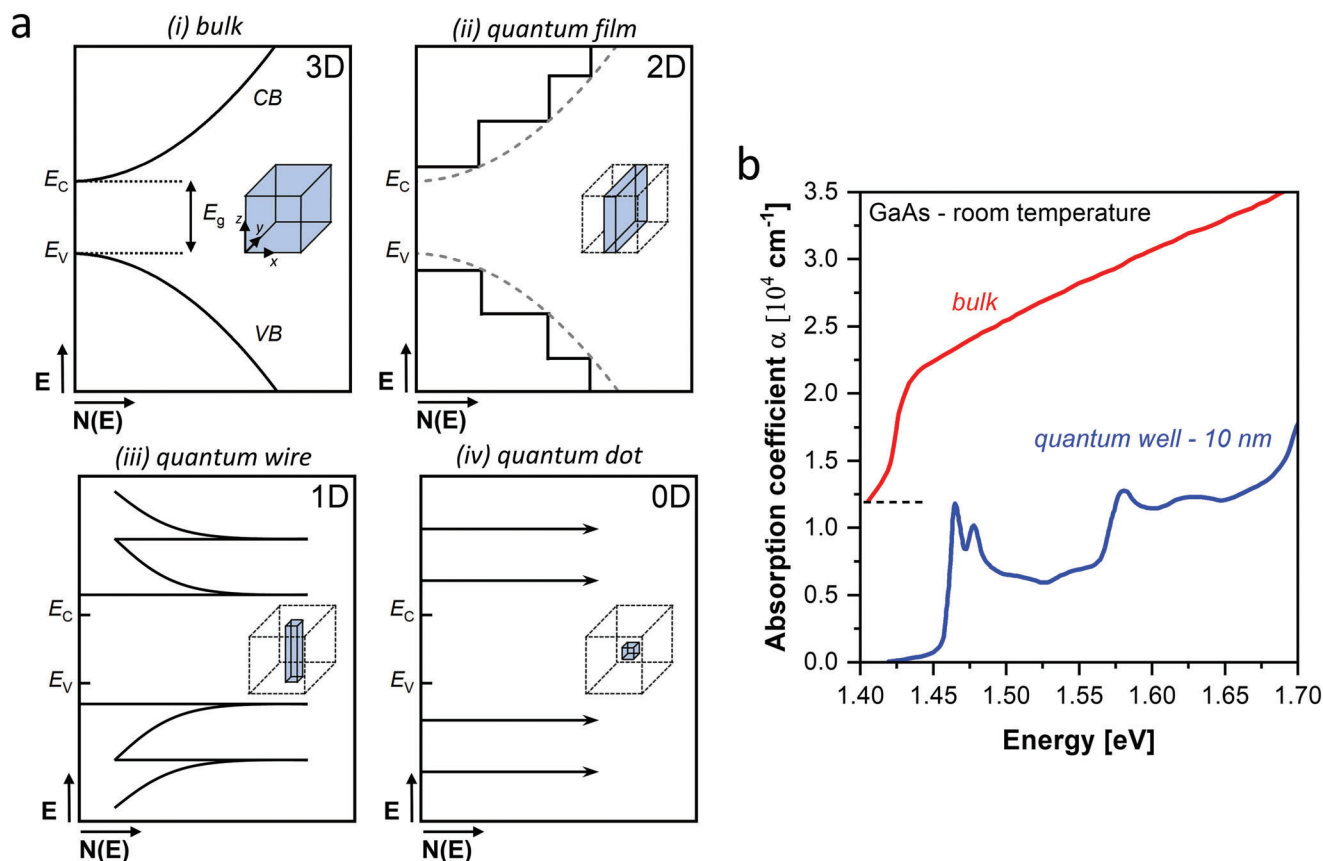 a
(i) bulk
3D
CB
E_C
E_g
z
y
x
E_V
VB
E
N(E)
(ii) quantum film
2D
E_C
E_V
E
N(E)
(iii) quantum wire
1D
E_C
E_V
E
N(E)
(iv) quantum dot
0D
E_C
E_V
E
N(E)
b
GaAs - room temperature
bulk
quantum well - 10 nm
Absorption coefficient α [10⁴ cm⁻¹]
3.5
3.0
2.5
2.0
1.5
1.0
0.5
0.0
1.40 1.45 1.50 1.55 1.60 1.65 1.70
Energy [eV]